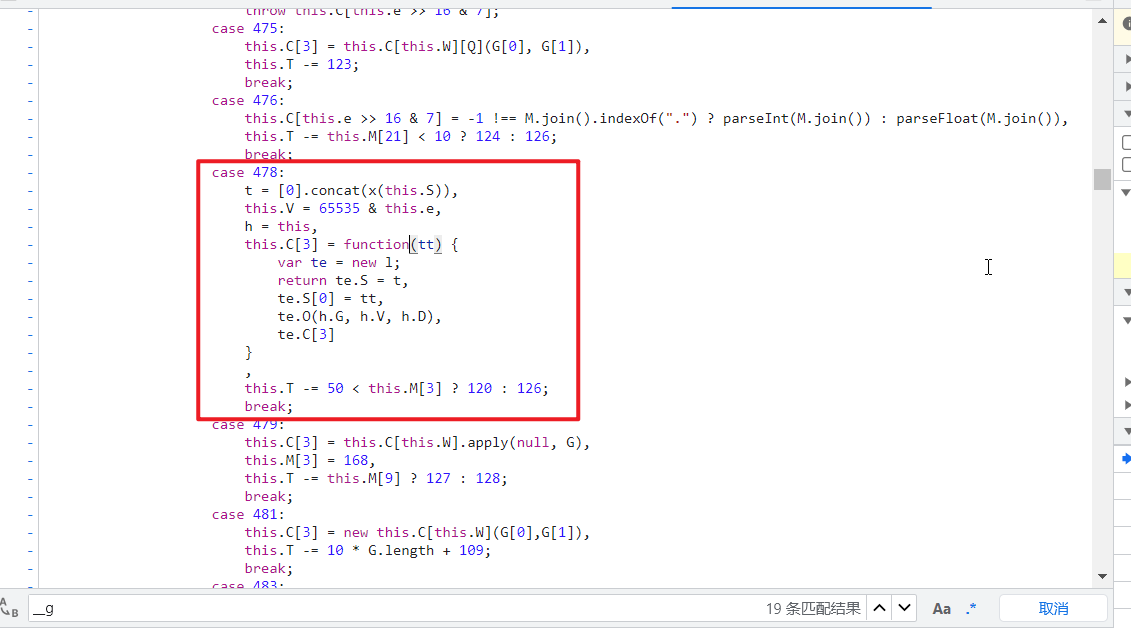 throw this.C[this.e >> 16 & 7];
case 475:
this.C[3] = this.C[this.W][Q](G[0], G[1]),
this.T -= 123;
break;
case 476:
this.C[this.e >> 16 & 7] = -1 !== M.join().indexOf(".") ? parseInt(M.join()) : parseFloat(M.join()),
this.T -= this.M[21] < 10 ? 124 : 126;
break;
case 478:
t = [0].concat(x(this.S)),
this.V = 65535 & this.e,
h = this,
this.C[3] = function(tt) {
var te = new l;
return te.S = t,
te.S[0] = tt,
te.O(h.G, h.V, h.D),
te.C[3]
}
,
this.T -= 50 < this.M[3] ? 120 : 126;
break;
case 479:
this.C[3] = this.C[this.W].apply(null, G),
this.M[3] = 168,
this.T -= this.M[9] ? 127 : 128;
break;
case 481:
this.C[3] = new this.C[this.W](G[0],G[1]),
this.T -= 10 * G.length + 109;
break;
case 483:
__g 19 条匹配结果 Aa .* 取消